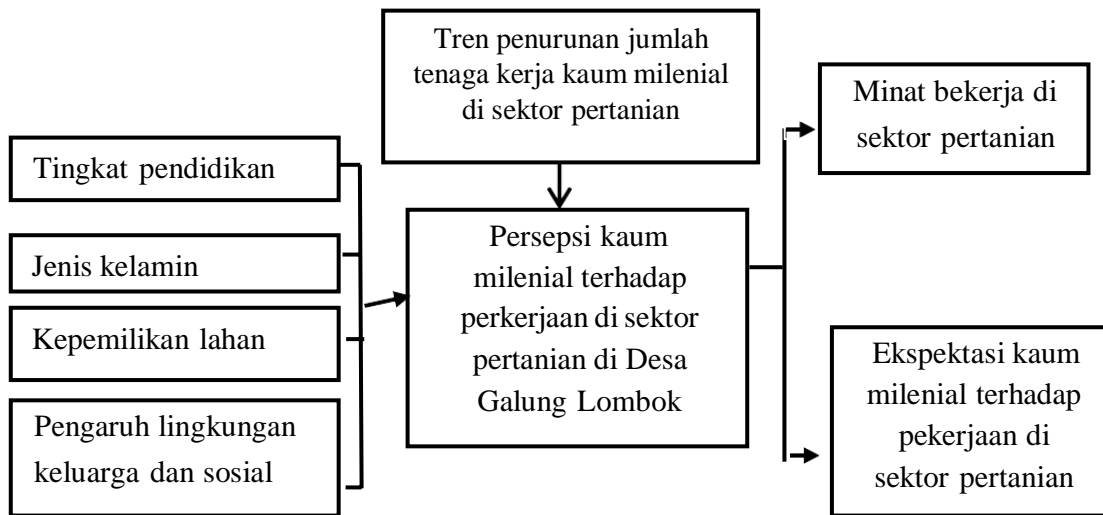 Tren penurunan jumlah
tenaga kerja kaum milenial
di sektor pertanian
Tingkat pendidikan
Jenis kelamin
Kepemilikan lahan
Pengaruh lingkungan
keluarga dan sosial
Persepsi kaum
milenial terhadap
perkerjaan di sektor
pertanian di Desa
Galung Lombok
Minat bekerja di
sektor pertanian
Ekspektasi kaum
milenial terhadap
pekerjaan di
sektor pertanian